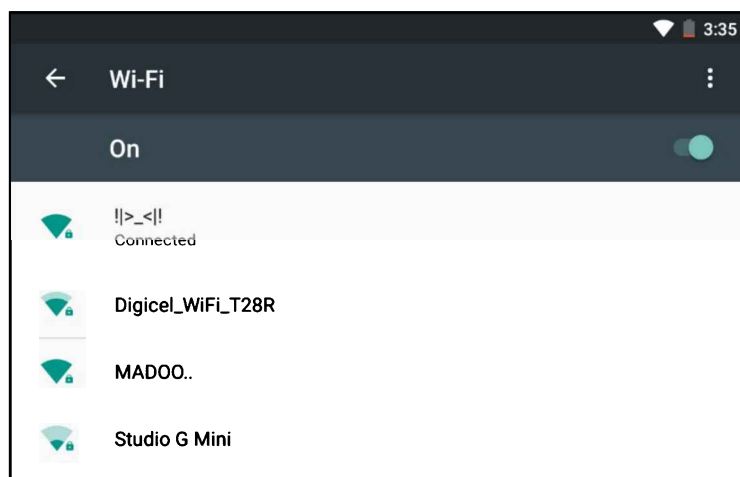 3:35
Wi-Fi
On
!|>_<|!
Connected
Digicel_WiFi_T28R
MADOO..
Studio G Mini